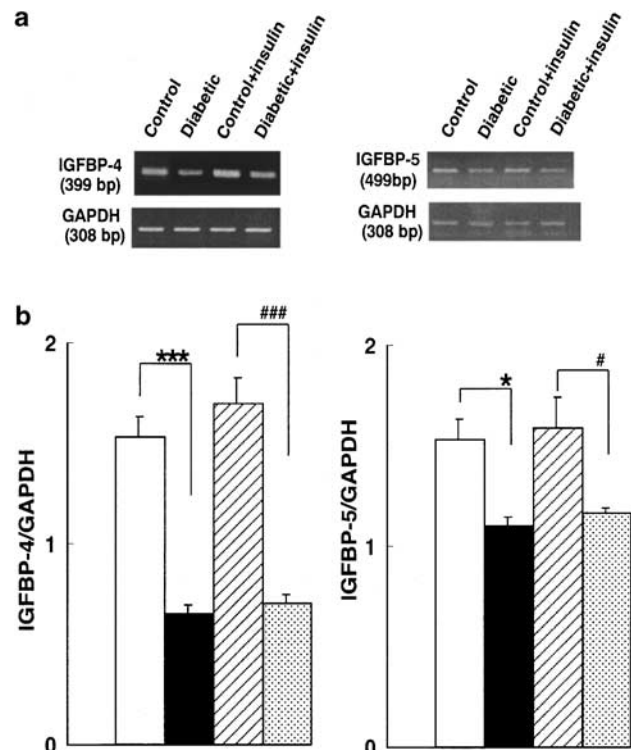 a
Control
Diabetic
Control+insulin
Diabetic+insulin
IGFBP-4
(399 bp)
GAPDH
(308 bp)
Control
Diabetic
Control+insulin
Diabetic+insulin
IGFBP-5
(499bp)
GAPDH
(308 bp)
b
IGFBP-4/GAPDH
2
1
0
***
###
IGFBP-5/GAPDH
2
1
0
*
#